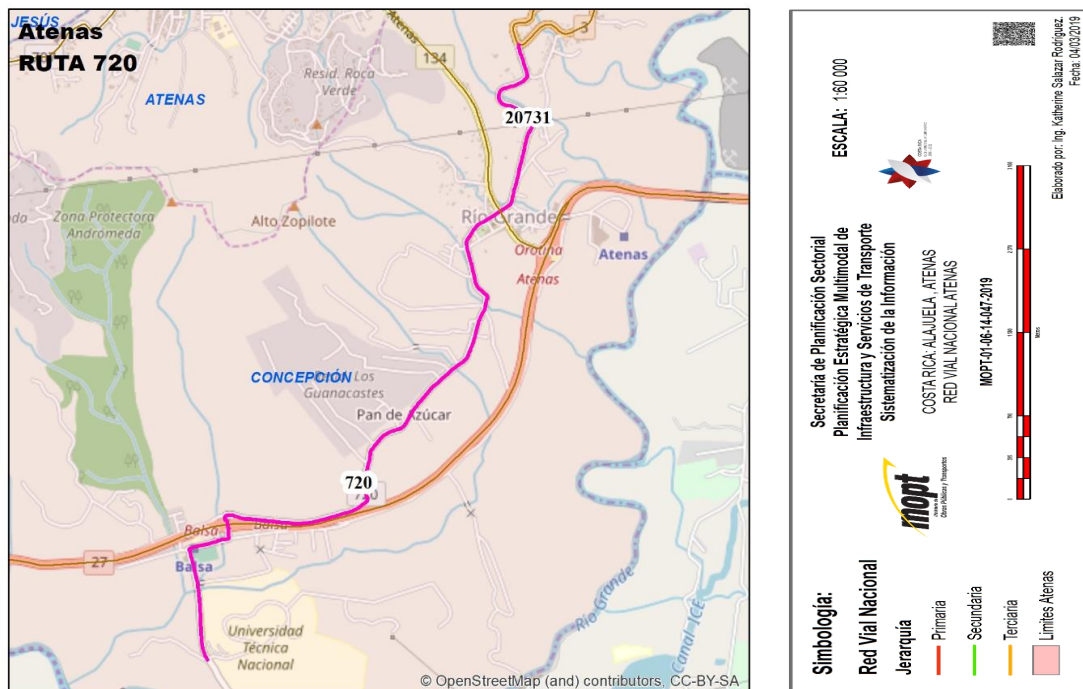 JESÚS
Atenas
RUTA 720
Atenas
134
3
Resid. Roca
Verde
ATENAS
20731
Zona Protectora
Andrómeda
Alto Zopilote
Río Grande
Orotina
Atenas
Atenas
CONCEPCIÓN
Los
Guanacastes
Pan de Azúcar
720
Balsa
Balsa
27
Balsa
Universidad
Técnica
Nacional
Río Grande
Canal ICE
© OpenStreetMap (and) contributors, CC-BY-SA
Simbología:
Red Vial Nacional
Jerarquía
Primaria
Secundaria
Terciaria
Limites Atenas
mopt
Obras Públicas y Transportes
Secretaría de Planificación Sectorial
Planificación Estratégica Multimodal de
Infraestructura y Servicios de Transporte
Sistematización de la Información
COSTA RICA: ALAJUELA , ATENAS
RED VIAL NACIONAL ATENAS
MOPT-01-06-14-047-2019
ESCALA: 1:60 000
Elaborado por: Ing. Katherine Salazar Rodríguez.
Fecha: 04/03/2019